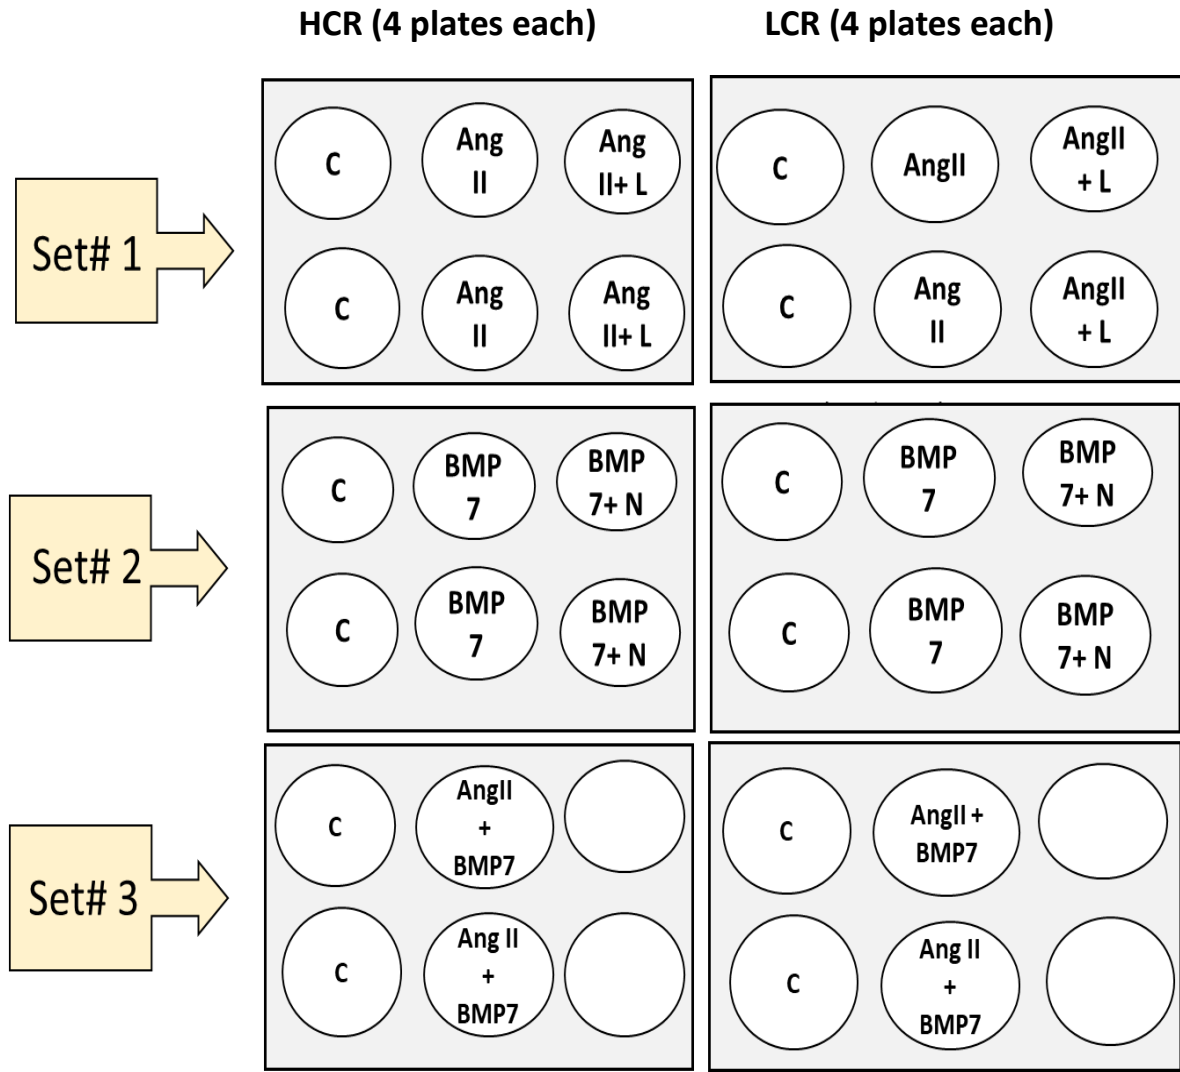 HCR (4 plates each)
LCR (4 plates each)
Set# 1
C
Ang
II
Ang
II+ L
C
Ang
II
Ang
II+ L
C
AngII
AngII
+ L
C
Ang
II
AngII
+ L
Set# 2
C
BMP
7
BMP
7+ N
C
BMP
7
BMP
7+ N
C
BMP
7
BMP
7+ N
C
BMP
7
BMP
7+ N
Set# 3
C
AngII
+
BMP7
C
Ang II
+
BMP7
C
AngII +
BMP7
C
Ang II
+
BMP7